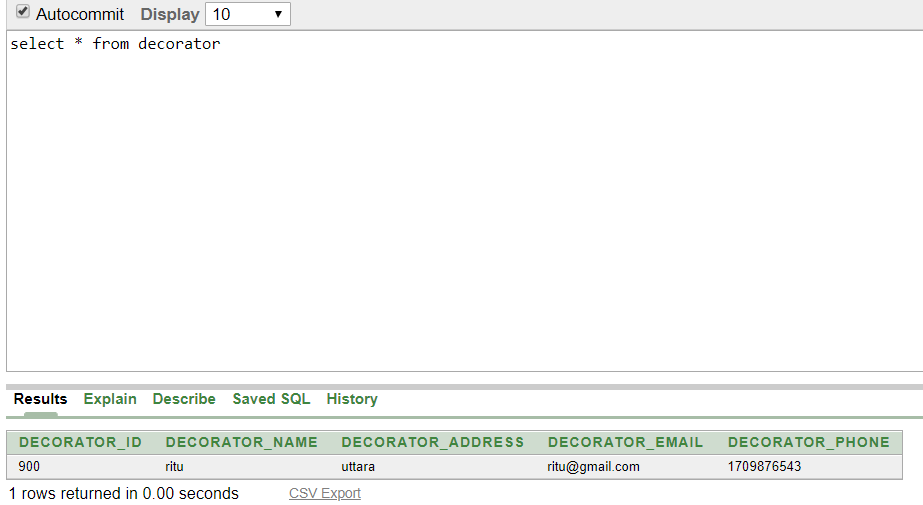 Autocommit Display 10
select * from decorator
Results Explain Describe Saved SQL History
DECORATOR_ID DECORATOR_NAME DECORATOR_ADDRESS DECORATOR_EMAIL DECORATOR_PHONE
900 ritu uttara ritu@gmail.com 1709876543
1 rows returned in 0.00 seconds CSV Export